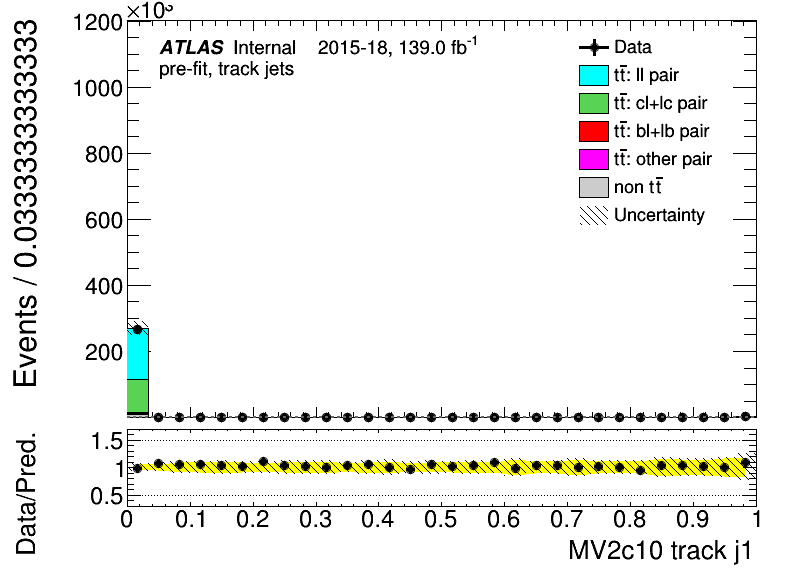 ×10³
1200
1000
800
600
400
200
Events / 0.03333333333333
ATLAS Internal 2015-18, 139.0 fb⁻¹
pre-fit, track jets
Data
tt̄: ll pair
tt̄: cl+lc pair
tt̄: bl+lb pair
tt̄: other pair
non tt̄
Uncertainty
Data/Pred.
1.5
1
0.5
0 0.1 0.2 0.3 0.4 0.5 0.6 0.7 0.8 0.9 1
MV2c10 track j1